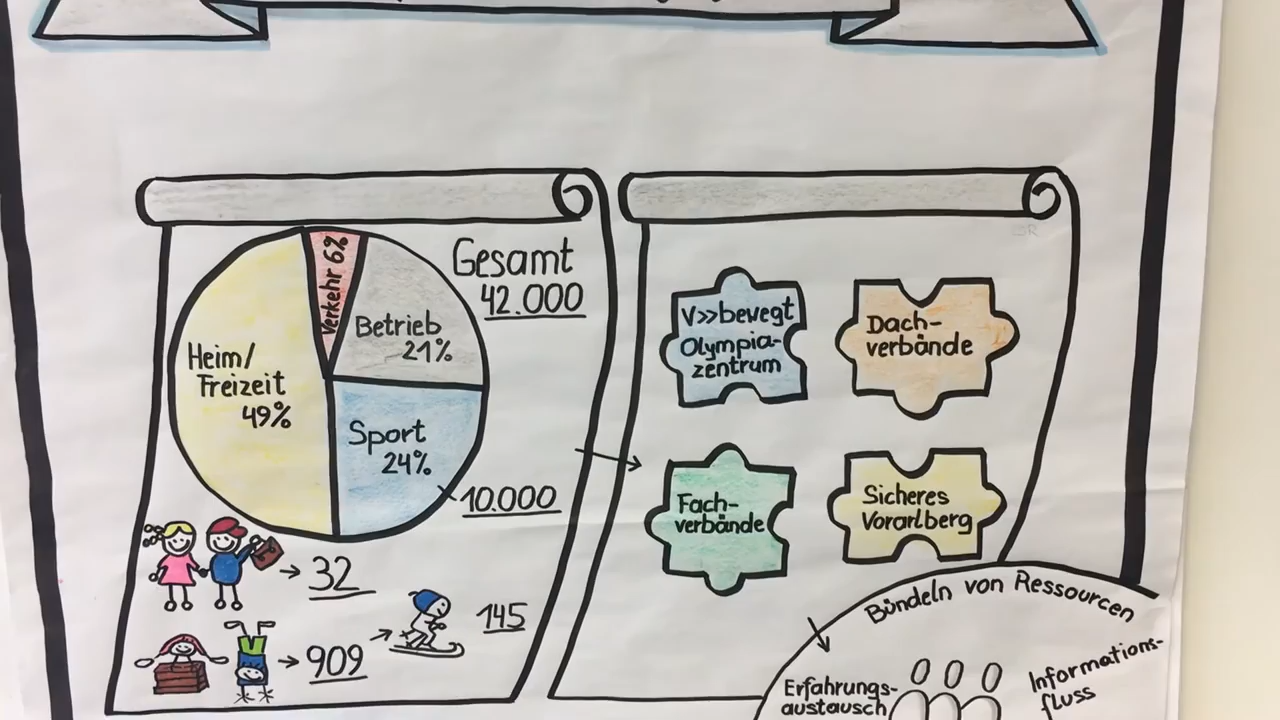 Verkehr 6%
Gesamt
42.000
Betrieb
21%
Heim/
Freizeit
49%
Sport
24%
10.000
32
145
909
V>>bewegt
Olympia-
zentrum
Dach-
verbände
Fach-
verbände
Sicheres
Vorarlberg
Bündeln von Ressourcen
Erfahrungs-
austausch
Informations-
fluss